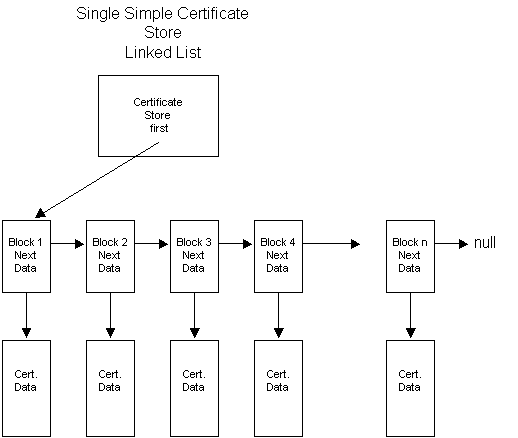 Single Simple Certificate
Store
Linked List
Certificate
Store
first
Block 1
Next
Data
Block 2
Next
Data
Block 3
Next
Data
Block 4
Next
Data
Block n
Next
Data
null
Cert.
Data
Cert.
Data
Cert.
Data
Cert.
Data
Cert.
Data